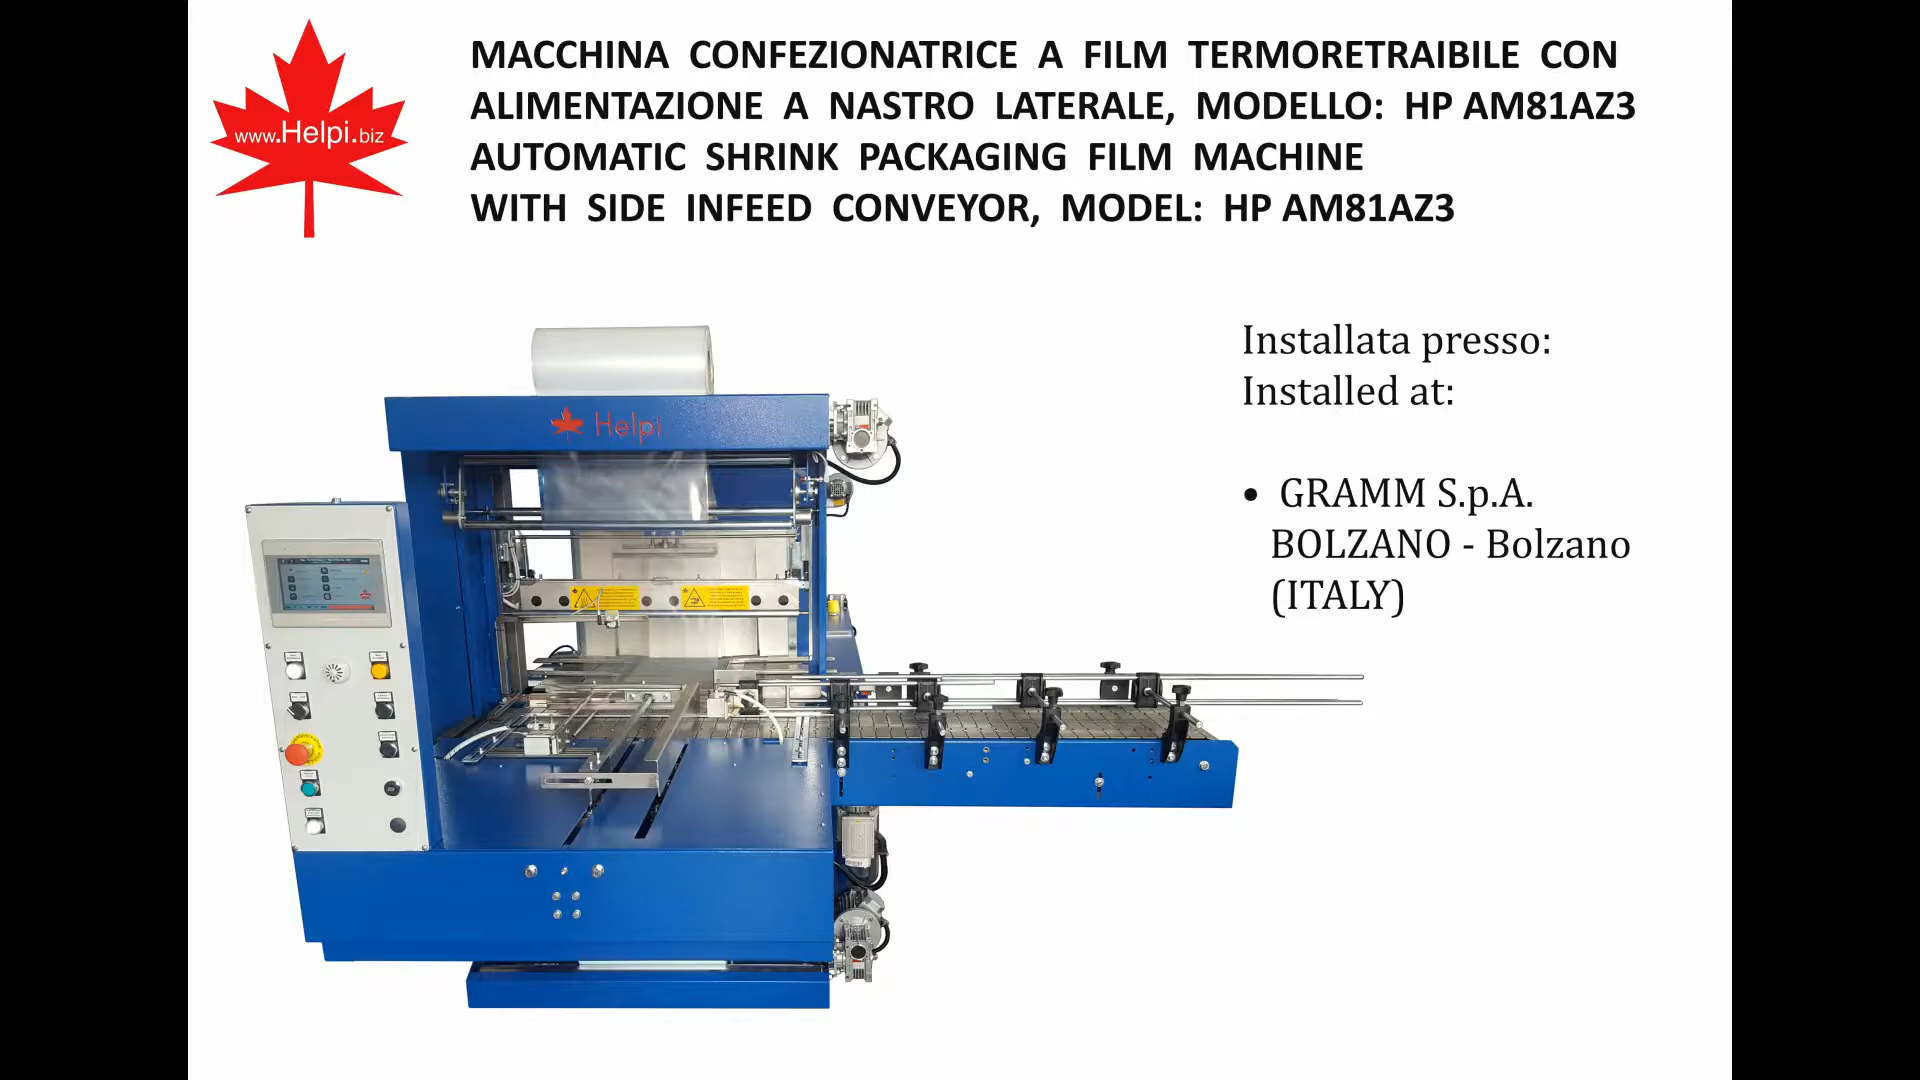 www.Helpi.biz
MACCHINA CONFEZIONATRICE A FILM TERMORETRAIBILE CON
ALIMENTAZIONE A NASTRO LATERALE, MODELLO: HP AM81AZ3
AUTOMATIC SHRINK PACKAGING FILM MACHINE
WITH SIDE INFEED CONVEYOR, MODEL: HP AM81AZ3
Installata presso:
Installed at:
• GRAMM S.p.A.
BOLZANO - Bolzano
(ITALY)
Helpi